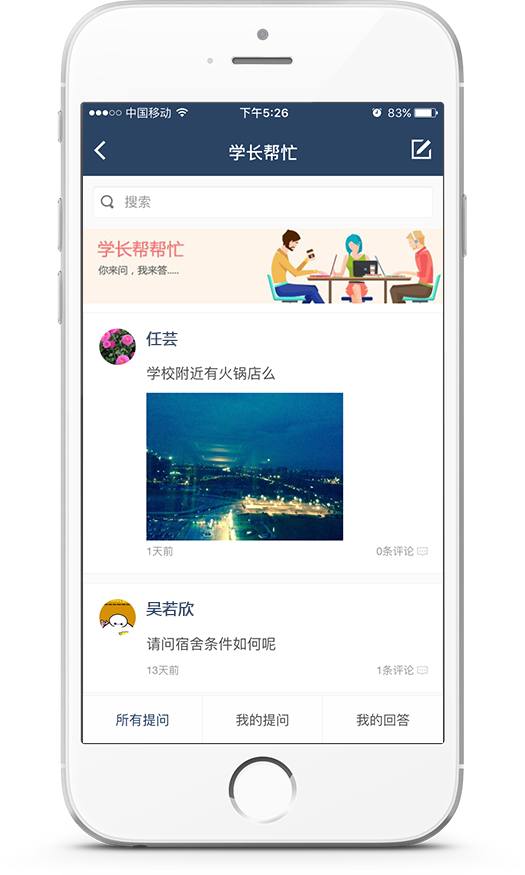 中国移动 下午5:26 83%
学长帮忙
搜索
学长帮帮忙
你来问，我来答.....
任芸
学校附近有火锅店么
1天前 0条评论
吴若欣
请问宿舍条件如何呢
13天前 1条评论
所有提问 我的提问 我的回答